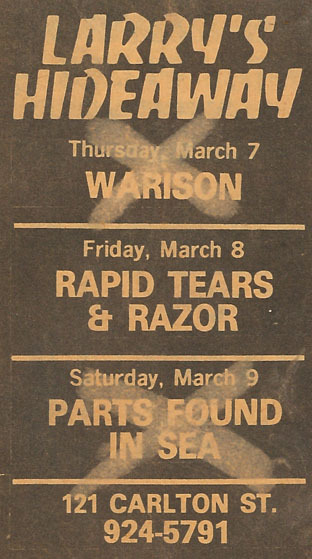 LARRY'S
HIDEAWAY
Thursday, March 7
WARISON
Friday, March 8
RAPID TEARS
& RAZOR
Saturday, March 9
PARTS FOUND
IN SEA
121 CARLTON ST.
924-5791